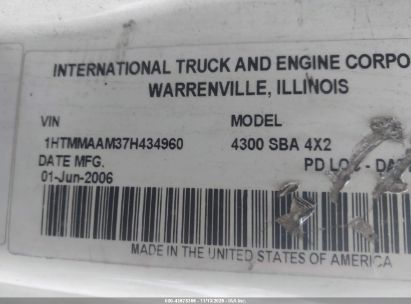 INTERNATIONAL TRUCK AND ENGINE CORPO
WARRENVILLE, ILLINOIS
VIN MODEL
1HTMMAAM37H434960 4300 SBA 4X2
DATE MFG. PD LOC - DA
01-Jun-2006
MADE IN THE UNITED STATES OF AMERICA